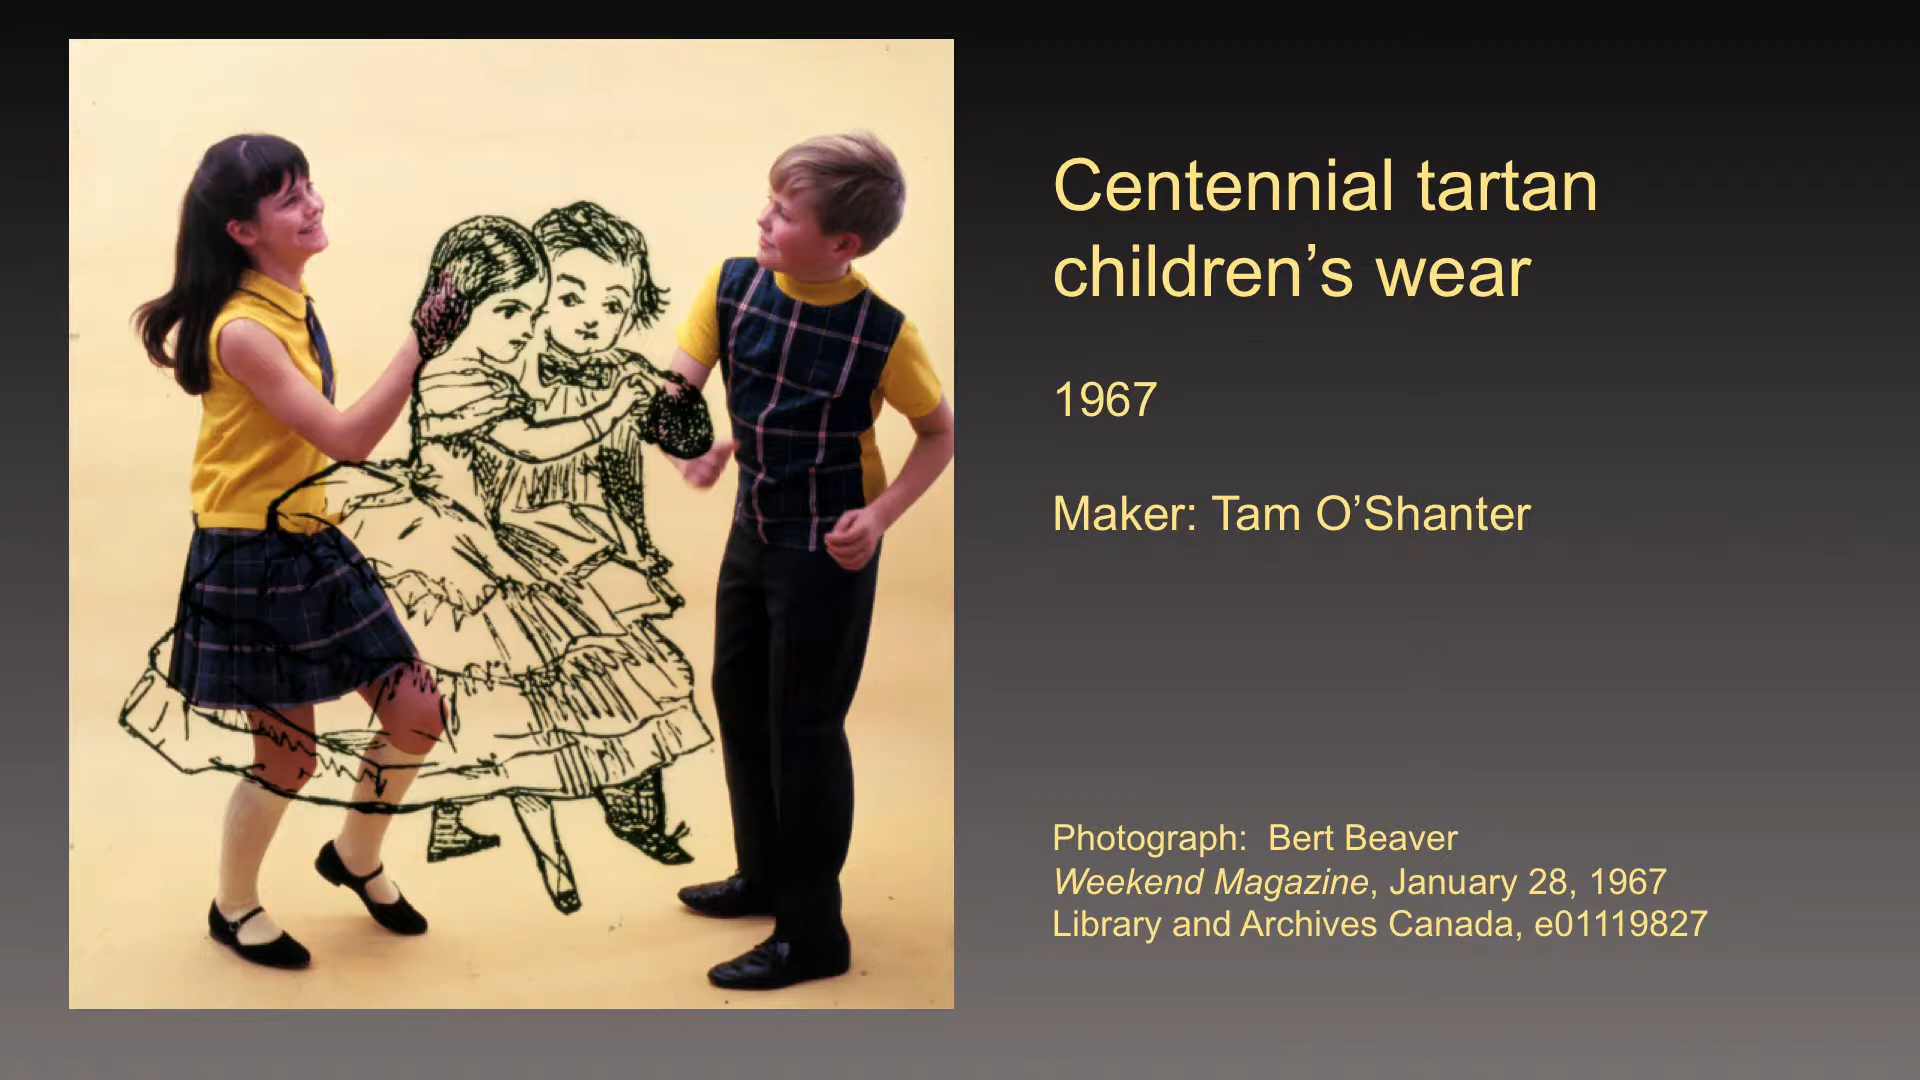 Centennial tartan
children’s wear
1967
Maker: Tam O’Shanter
Photograph:  Bert Beaver
Weekend Magazine, January 28, 1967
Library and Archives Canada, e01119827